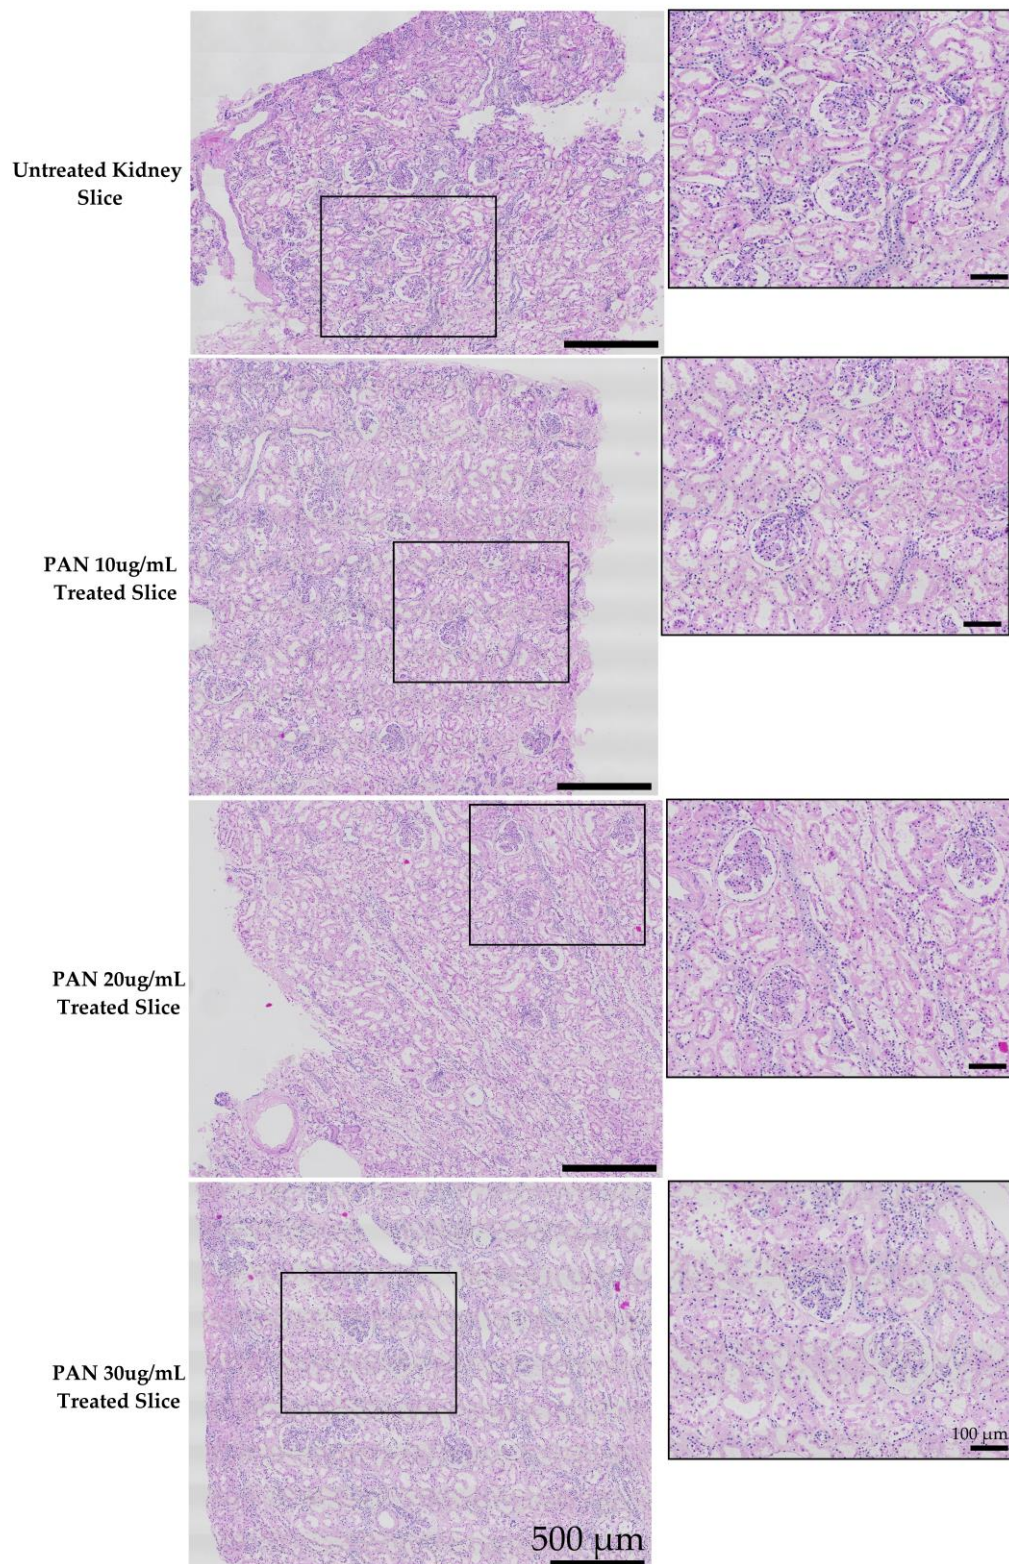 Untreated Kidney
Slice
PAN 10ug/mL
Treated Slice
PAN 20ug/mL
Treated Slice
PAN 30ug/mL
Treated Slice
100 µm
500 µm